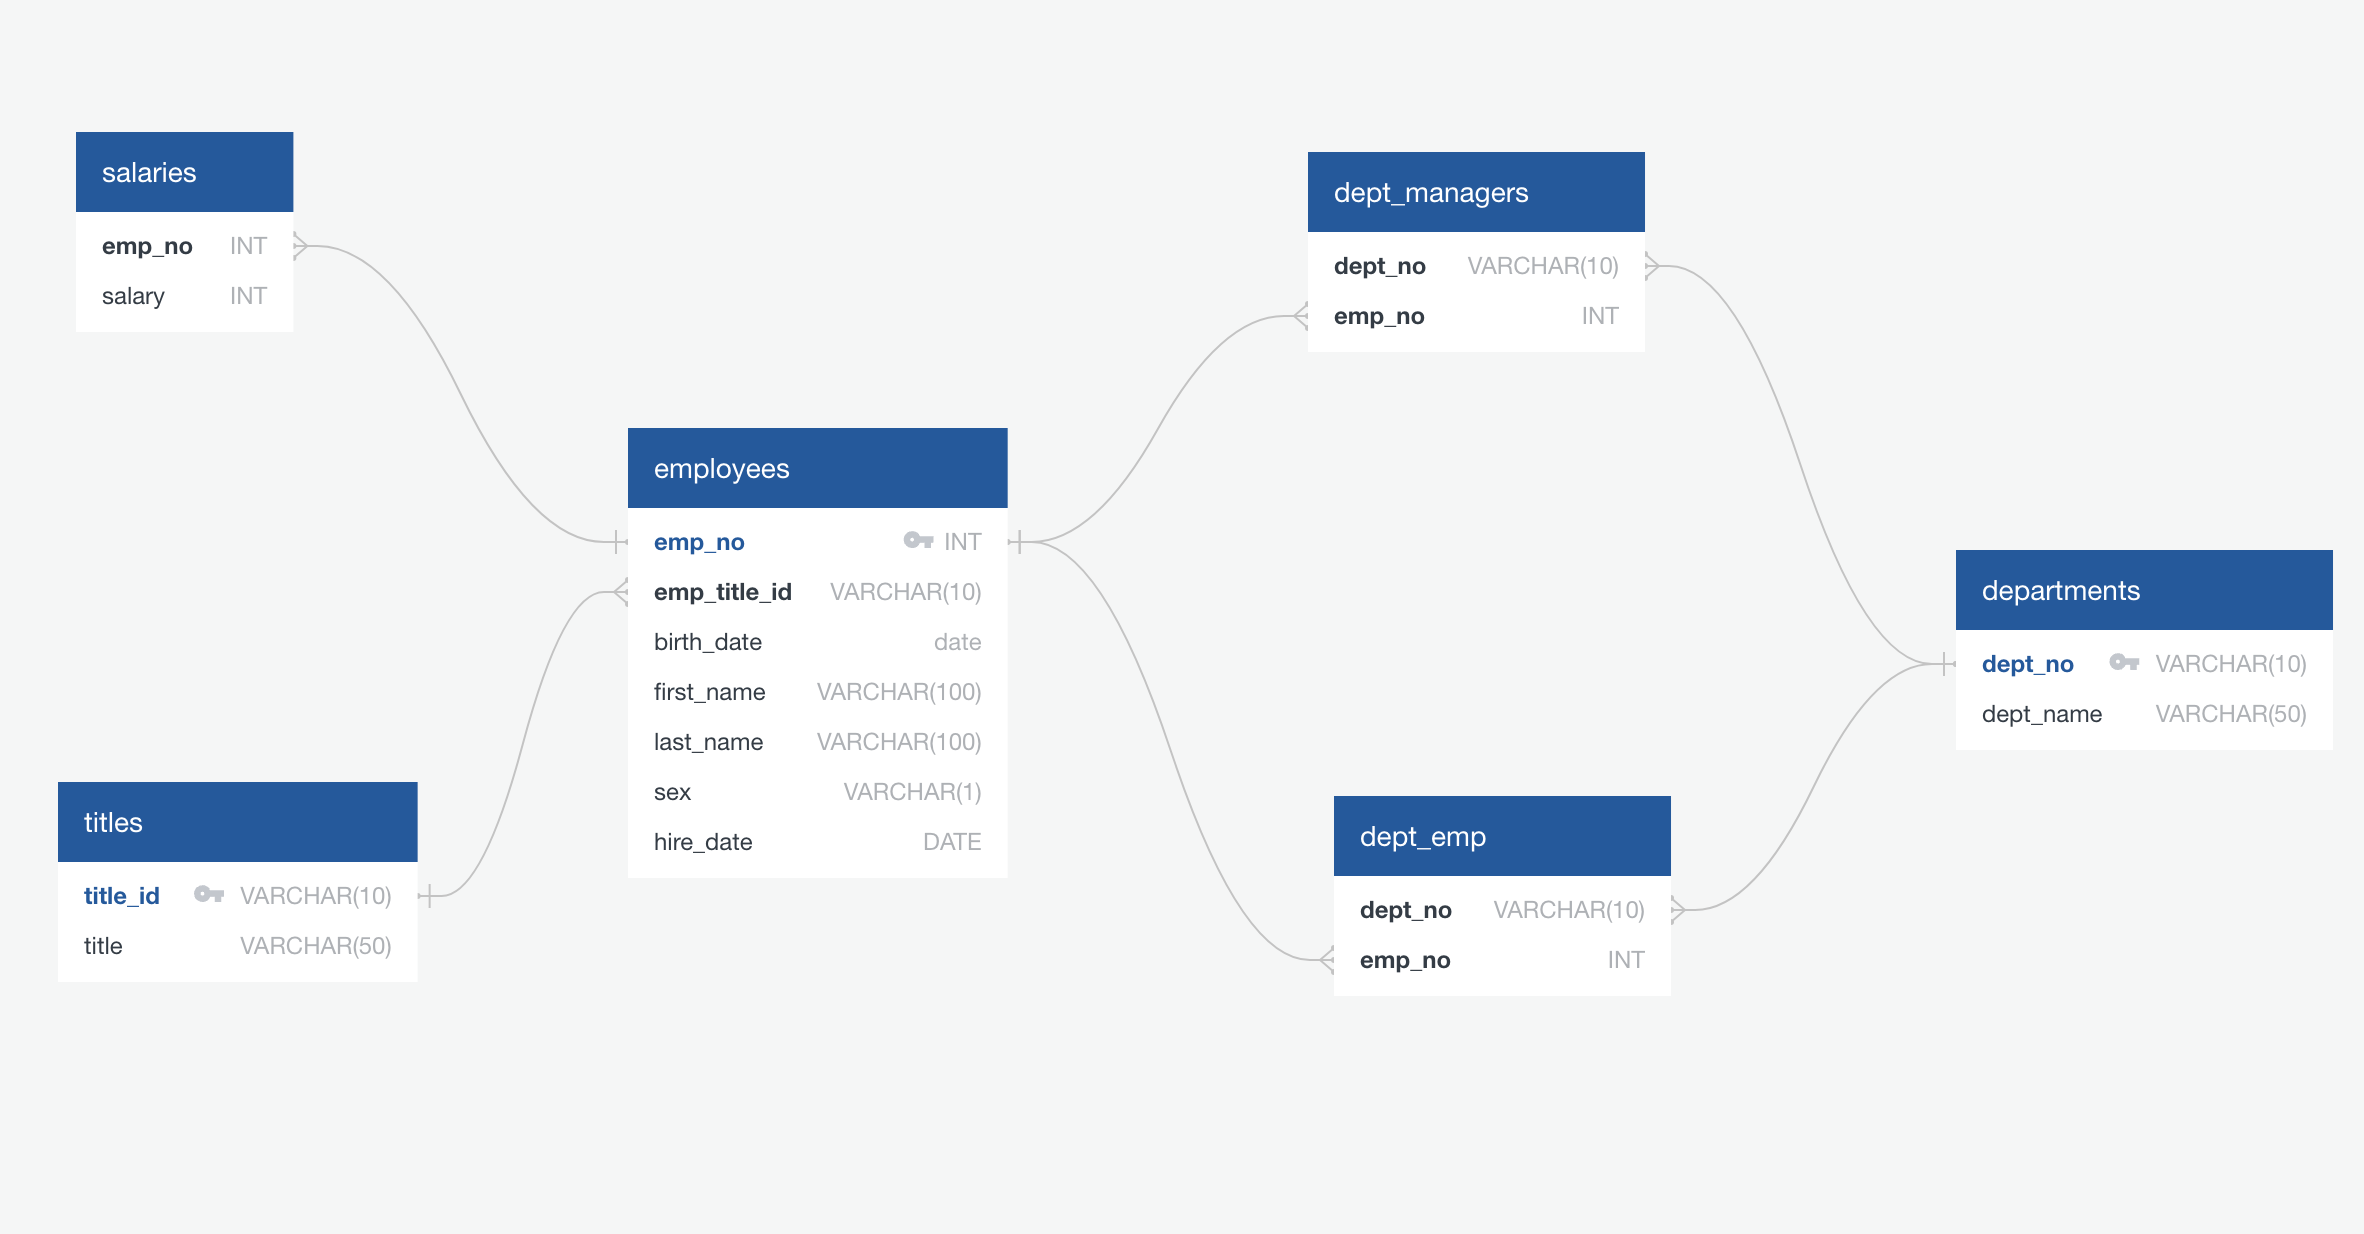 salaries
emp_no INT
salary INT
dept_managers
dept_no VARCHAR(10)
emp_no INT
employees
emp_no INT
emp_title_id VARCHAR(10)
birth_date date
first_name VARCHAR(100)
last_name VARCHAR(100)
sex VARCHAR(1)
hire_date DATE
departments
dept_no VARCHAR(10)
dept_name VARCHAR(50)
titles
title_id VARCHAR(10)
title VARCHAR(50)
dept_emp
dept_no VARCHAR(10)
emp_no INT